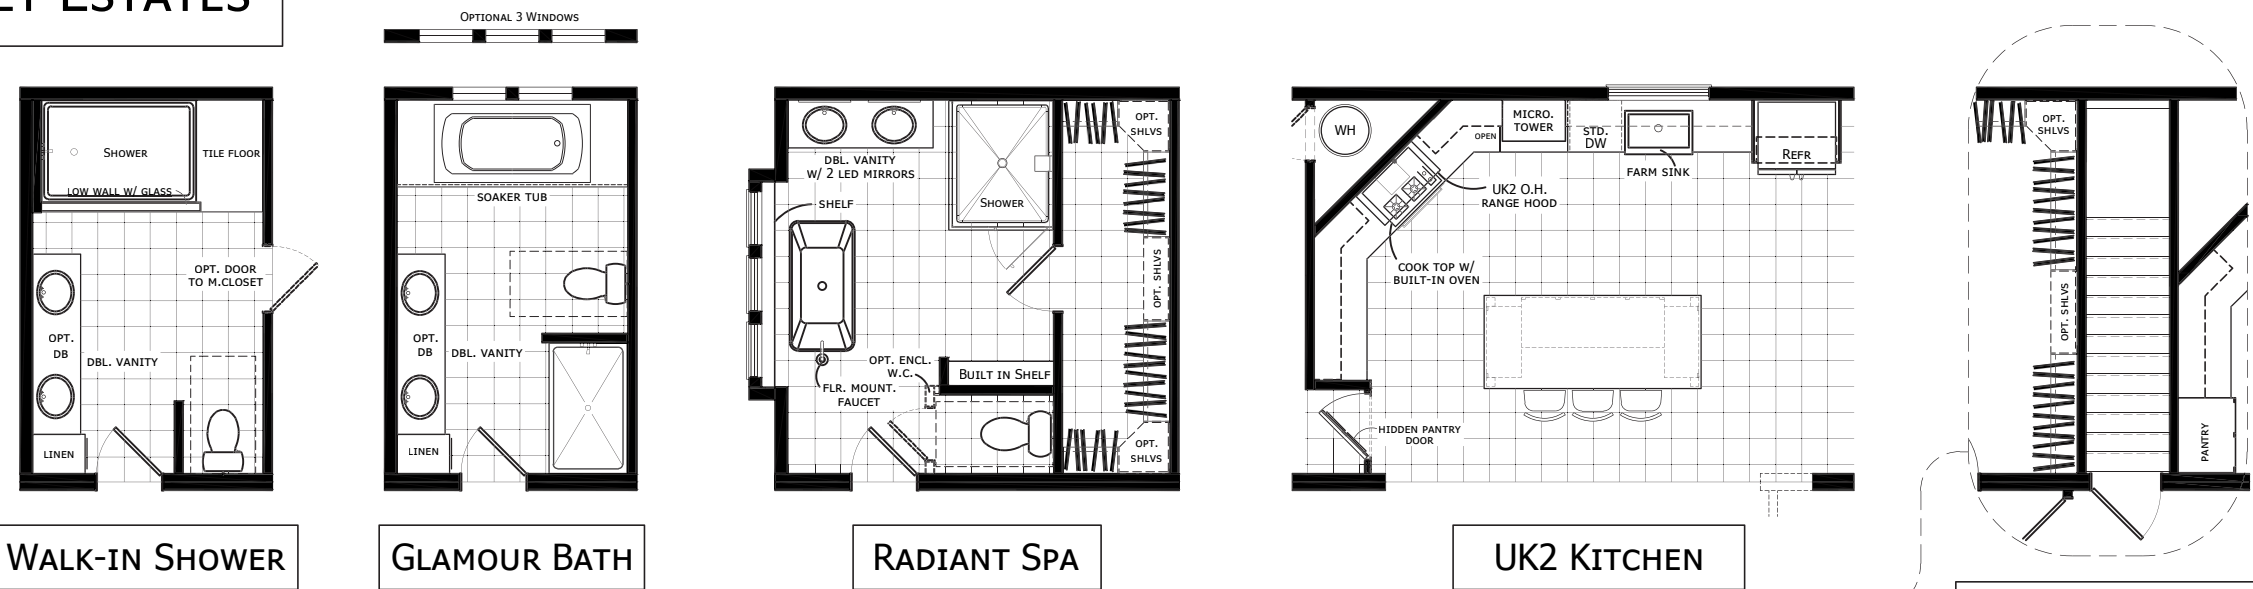 ESTATES
OPTIONAL 3 WINDOWS
SHOWER
TILE FLOOR
LOW WALL W/ GLASS
OPT. DOOR
TO M.CLOSET
OPT.
DB
DBL. VANITY
LINEN
WALK-IN SHOWER
SOAKER TUB
OPT.
DB
DBL. VANITY
LINEN
GLAMOUR BATH
DBL. VANITY
W/ 2 LED MIRRORS
SHELF
SHOWER
OPT.
SHLVS
OPT. SHLVS
OPT. ENCL.
W.C.
BUILT IN SHELF
FLR. MOUNT.
FAUCET
OPT.
SHLVS
RADIANT SPA
WH
OPEN
MICRO.
TOWER
STD.
DW
FARM SINK
REFR
UK2 O.H.
RANGE HOOD
COOK TOP W/
BUILT-IN OVEN
HIDDEN PANTRY
DOOR
UK2 KITCHEN
OPT.
SHLVS
OPT. SHLVS
PANTRY